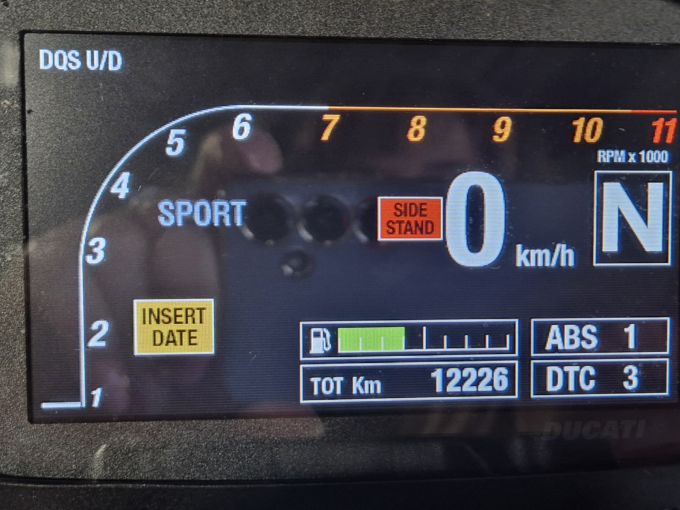 DQS U/D
1
2
3
4
5
6
7
8
9
10
11
RPM x 1000
SPORT
SIDE
STAND
0
km/h
N
INSERT
DATE
ABS 1
TOT Km 12226
DTC 3
DUCATI